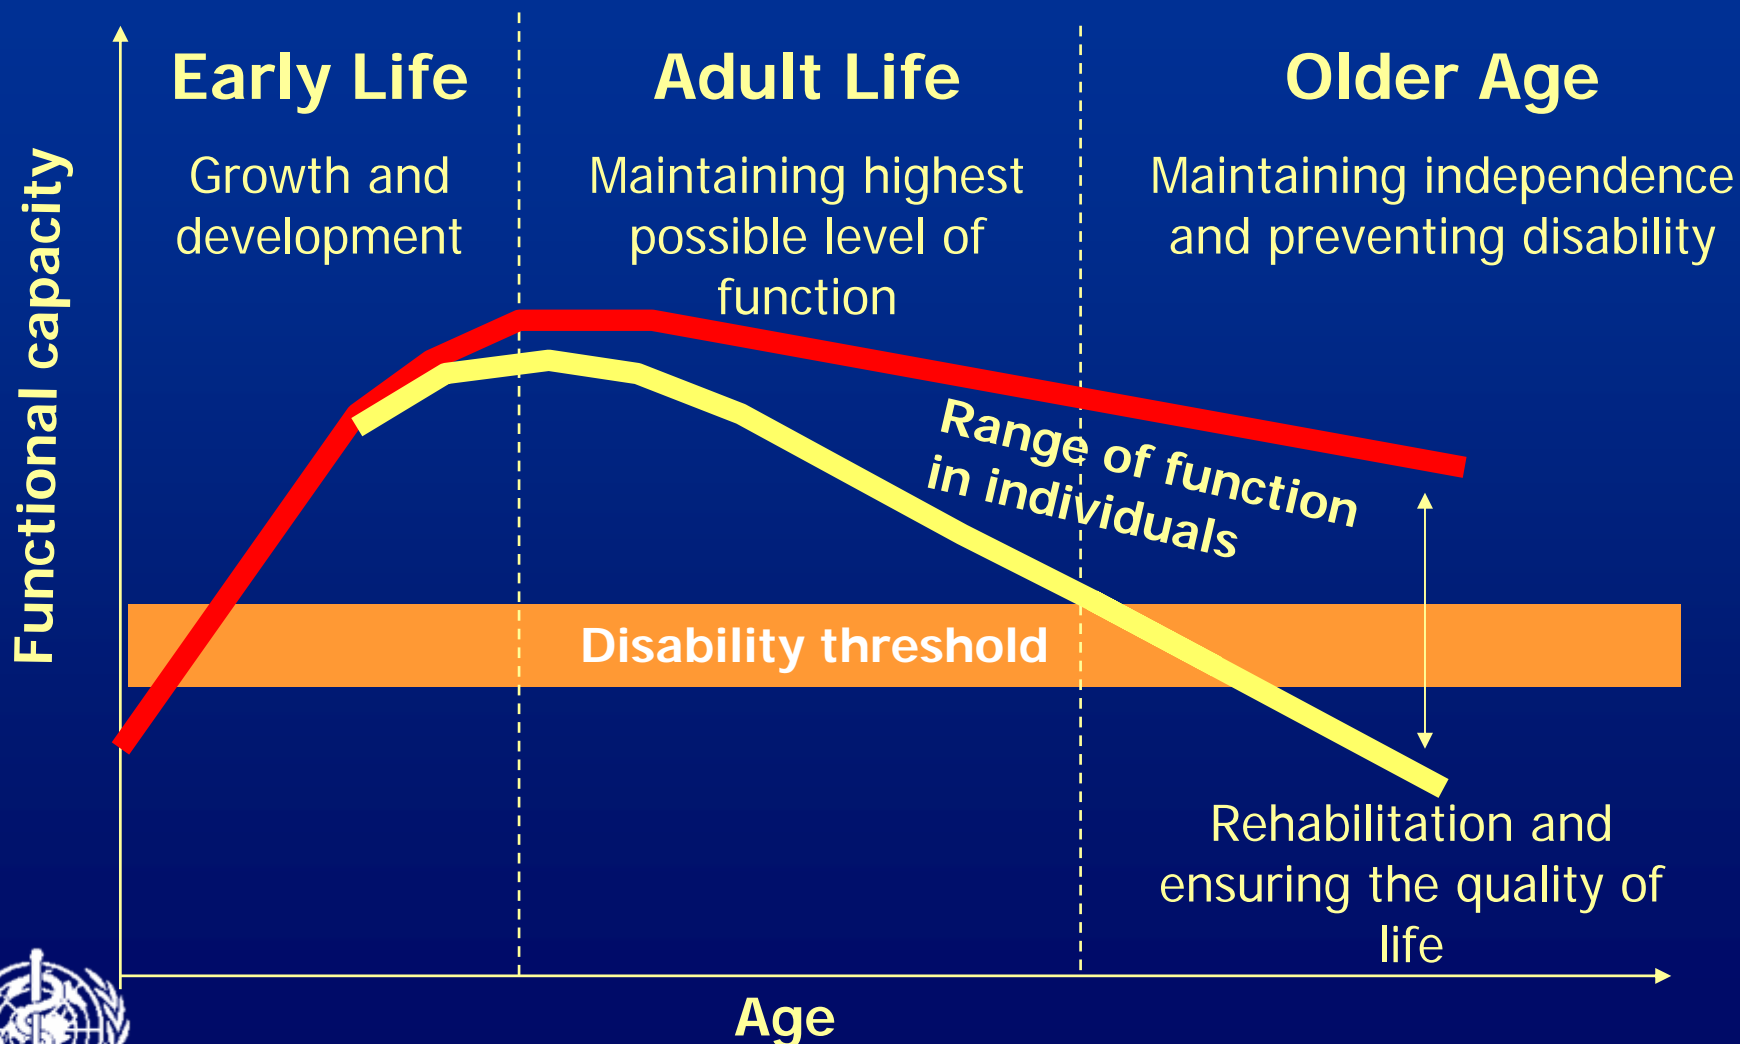 Early Life
Growth and
development
Adult Life
Maintaining highest
possible level of
function
Older Age
Maintaining independence
and preventing disability
Functional capacity
Range of function
in individuals
Disability threshold
Rehabilitation and
ensuring the quality of
life
Age